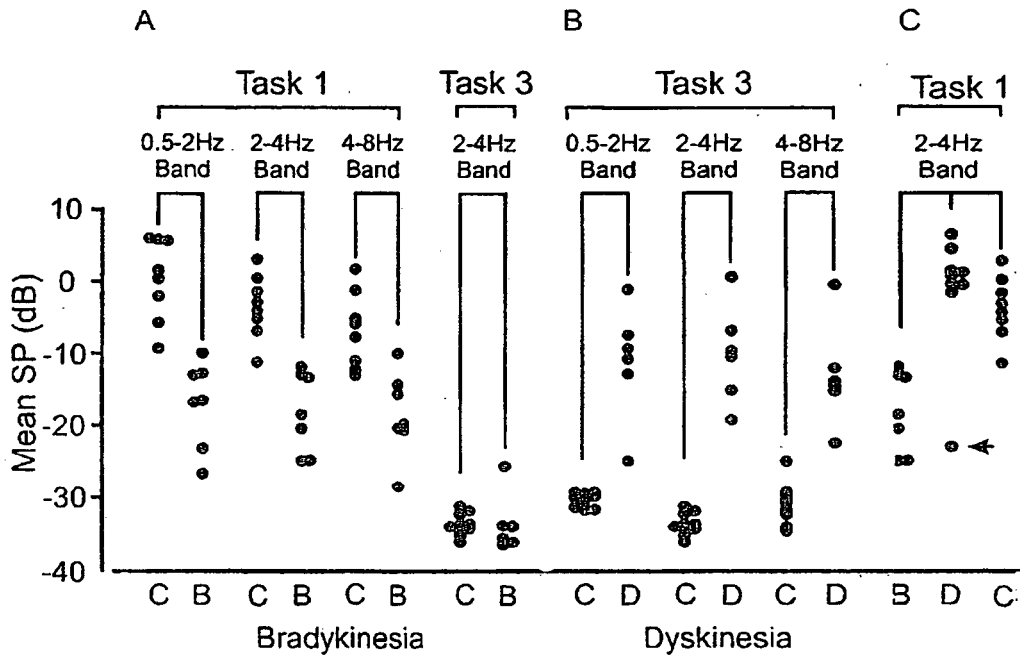 A B C
Task 1 Task 3 Task 3 Task 1
0.5-2Hz 2-4Hz 4-8Hz 2-4Hz 0.5-2Hz 2-4Hz 4-8Hz 2-4Hz
Band Band Band Band Band Band Band Band
10
0
-10
-20
-30
-40
Mean SP (dB)
C B C B C B C B C D C D C D B D C
Bradykinesia Dyskinesia